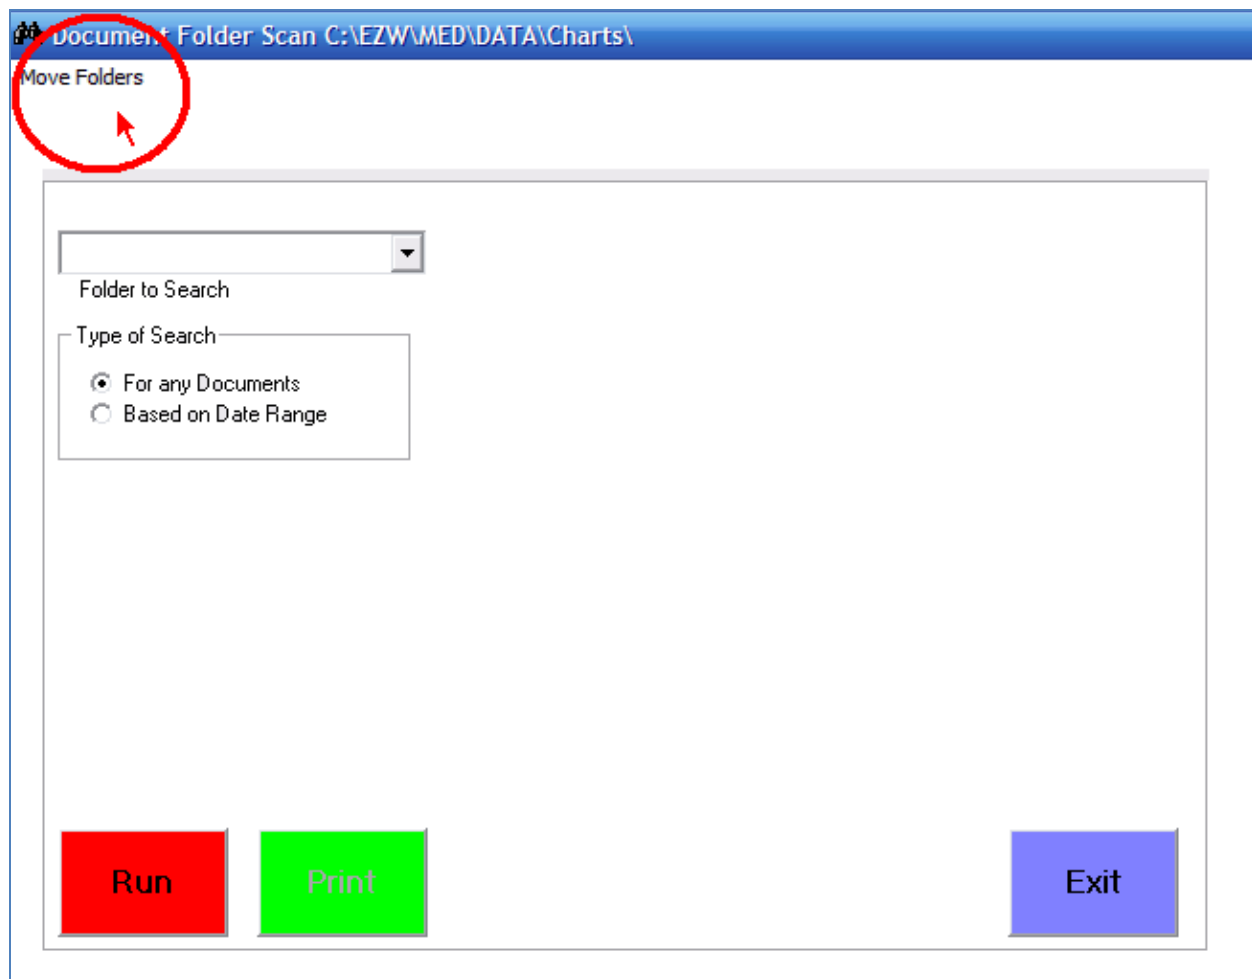 Document Folder Scan C:\EZW\MED\DATA\Charts\
Move Folders
Folder to Search
Type of Search
For any Documents
Based on Date Range
Run
Print
Exit